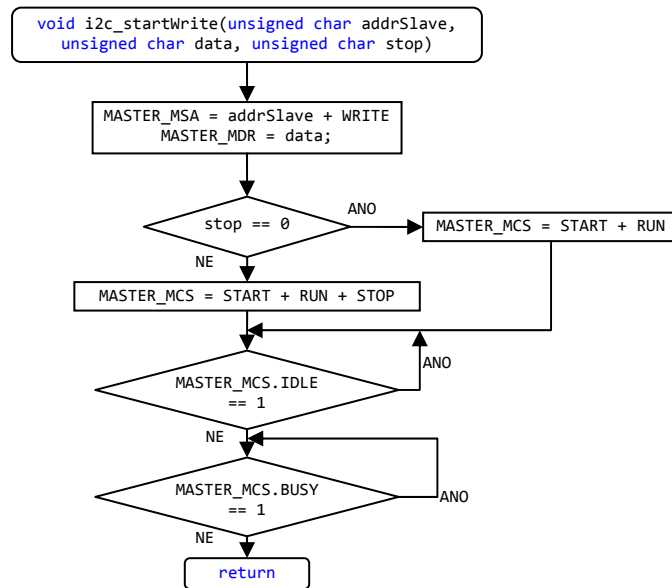 void i2c_startWrite(unsigned char addrSlave,
unsigned char data, unsigned char stop)
MASTER_MSA = addrSlave + WRITE
MASTER_MDR = data;
stop == 0
ANO
MASTER_MCS = START + RUN
NE
MASTER_MCS = START + RUN + STOP
MASTER_MCS.IDLE
== 1
ANO
NE
MASTER_MCS.BUSY
== 1
ANO
NE
return